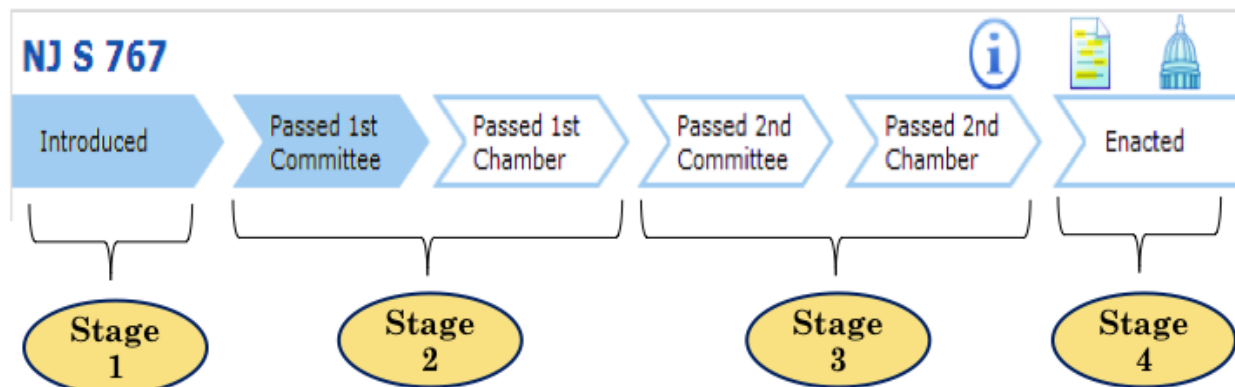 NJ S 767
i
Introduced
Passed 1st
Committee
Passed 1st
Chamber
Passed 2nd
Committee
Passed 2nd
Chamber
Enacted
Stage
1
Stage
2
Stage
3
Stage
4